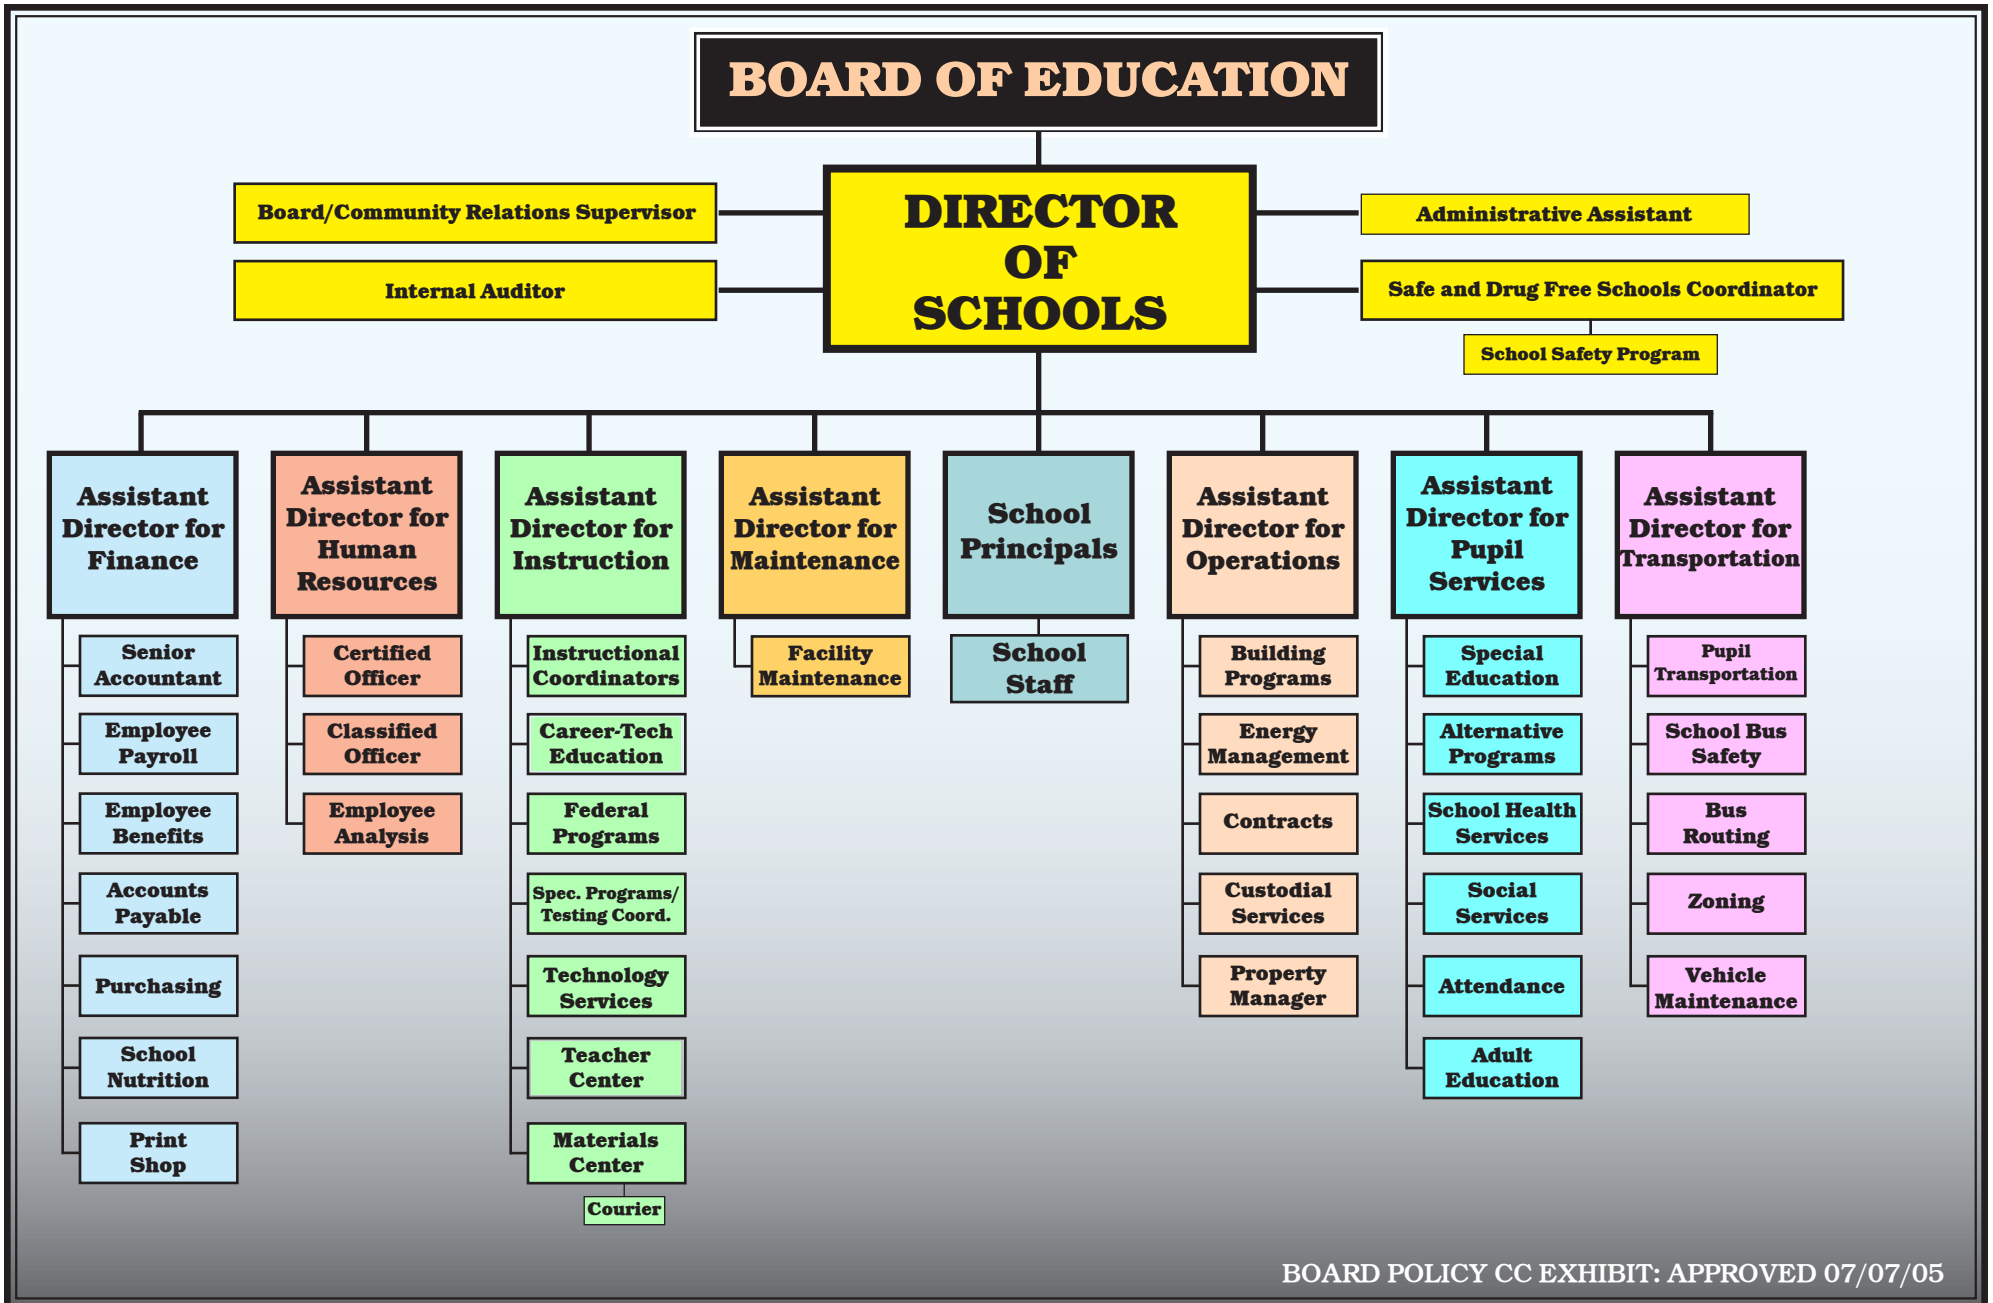 BOARD OF EDUCATION
DIRECTOR
OF
SCHOOLS
Board/Community Relations Supervisor
Internal Auditor
Administrative Assistant
Safe and Drug Free Schools Coordinator
School Safety Program
Assistant
Director for
Finance
Senior
Accountant
Employee
Payroll
Employee
Benefits
Accounts
Payable
Purchasing
School
Nutrition
Print
Shop
Assistant
Director for
Human
Resources
Certified
Officer
Classified
Officer
Employee
Analysis
Assistant
Director for
Instruction
Instructional
Coordinators
Career-Tech
Education
Federal
Programs
Spec. Programs/
Testing Coord.
Technology
Services
Teacher
Center
Materials
Center
Courier
Assistant
Director for
Maintenance
Facility
Maintenance
School
Principals
School
Staff
Assistant
Director for
Operations
Building
Programs
Energy
Management
Contracts
Custodial
Services
Property
Manager
Assistant
Director for
Pupil
Services
Special
Education
Alternative
Programs
School Health
Services
Social
Services
Attendance
Adult
Education
Assistant
Director for
Transportation
Pupil
Transportation
School Bus
Safety
Bus
Routing
Zoning
Vehicle
Maintenance
BOARD POLICY CC EXHIBIT: APPROVED 07/07/05